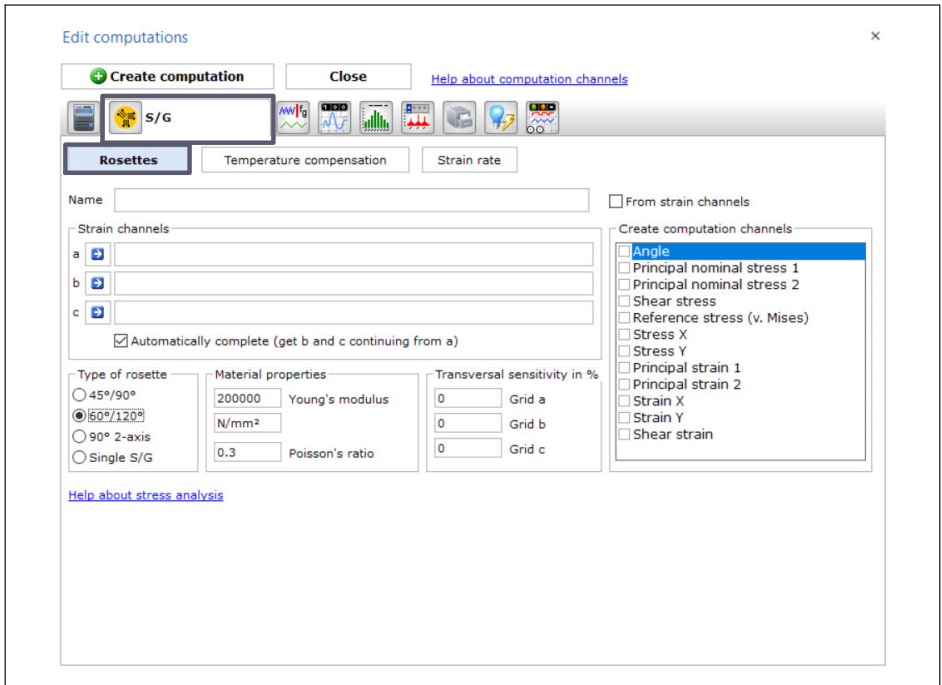 Edit computations
Create computation Close Help about computation channels
S/G
Rosettes Temperature compensation Strain rate
Name From strain channels
Strain channels
a
b
c
Automatically complete (get b and c continuing from a)
Create computation channels
Angle
Principal nominal stress 1
Principal nominal stress 2
Shear stress
Reference stress (v. Mises)
Stress X
Stress Y
Principal strain 1
Principal strain 2
Strain X
Strain Y
Shear strain
Type of rosette
45°/90°
60°/120°
90° 2-axis
Single S/G
Material properties
200000 Young's modulus
N/mm²
0.3 Poisson's ratio
Transversal sensitivity in %
0 Grid a
0 Grid b
0 Grid c
Help about stress analysis